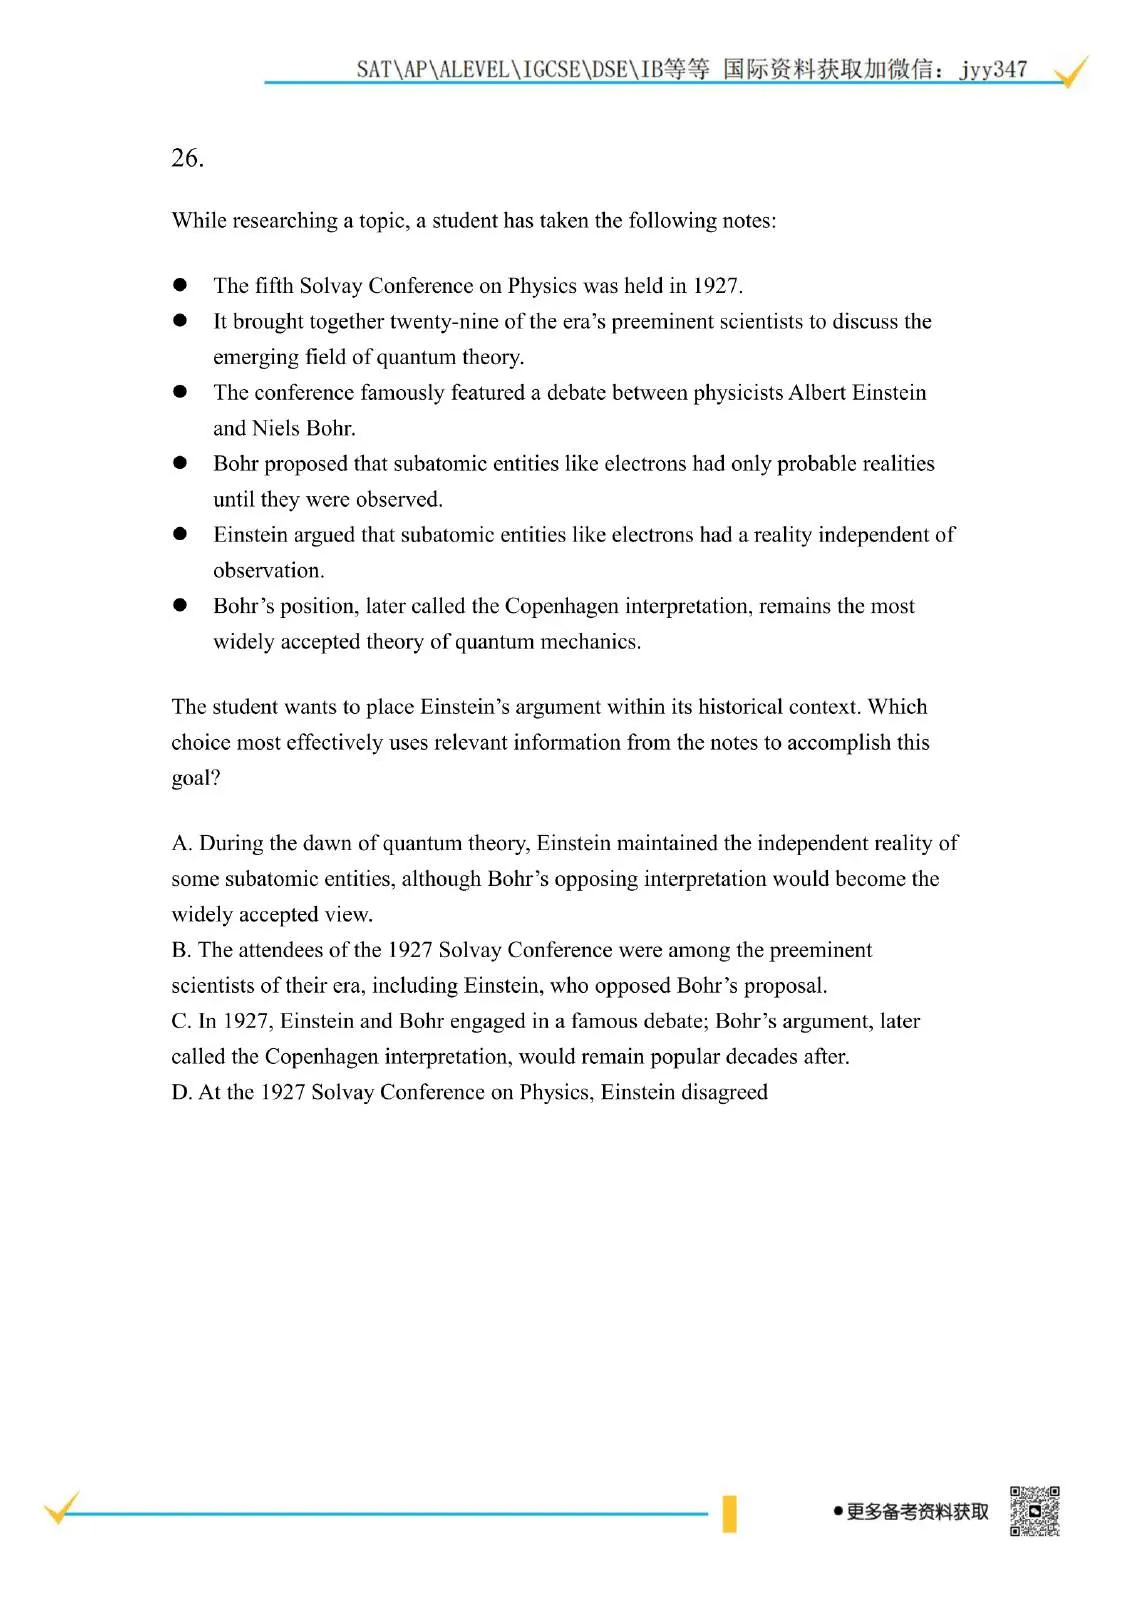 SAT\AP\ALEVEL\IGCSE\DSE\IB等等 国际资料获取加微信：jyy347
26.
While researching a topic, a student has taken the following notes:
● The fifth Solvay Conference on Physics was held in 1927.
● It brought together twenty-nine of the era’s preeminent scientists to discuss the
emerging field of quantum theory.
● The conference famously featured a debate between physicists Albert Einstein
and Niels Bohr.
● Bohr proposed that subatomic entities like electrons had only probable realities
until they were observed.
● Einstein argued that subatomic entities like electrons had a reality independent of
observation.
● Bohr’s position, later called the Copenhagen interpretation, remains the most
widely accepted theory of quantum mechanics.
The student wants to place Einstein’s argument within its historical context. Which
choice most effectively uses relevant information from the notes to accomplish this
goal?
A. During the dawn of quantum theory, Einstein maintained the independent reality of
some subatomic entities, although Bohr’s opposing interpretation would become the
widely accepted view.
B. The attendees of the 1927 Solvay Conference were among the preeminent
scientists of their era, including Einstein, who opposed Bohr’s proposal.
C. In 1927, Einstein and Bohr engaged in a famous debate; Bohr’s argument, later
called the Copenhagen interpretation, would remain popular decades after.
D. At the 1927 Solvay Conference on Physics, Einstein disagreed
●更多备考资料获取